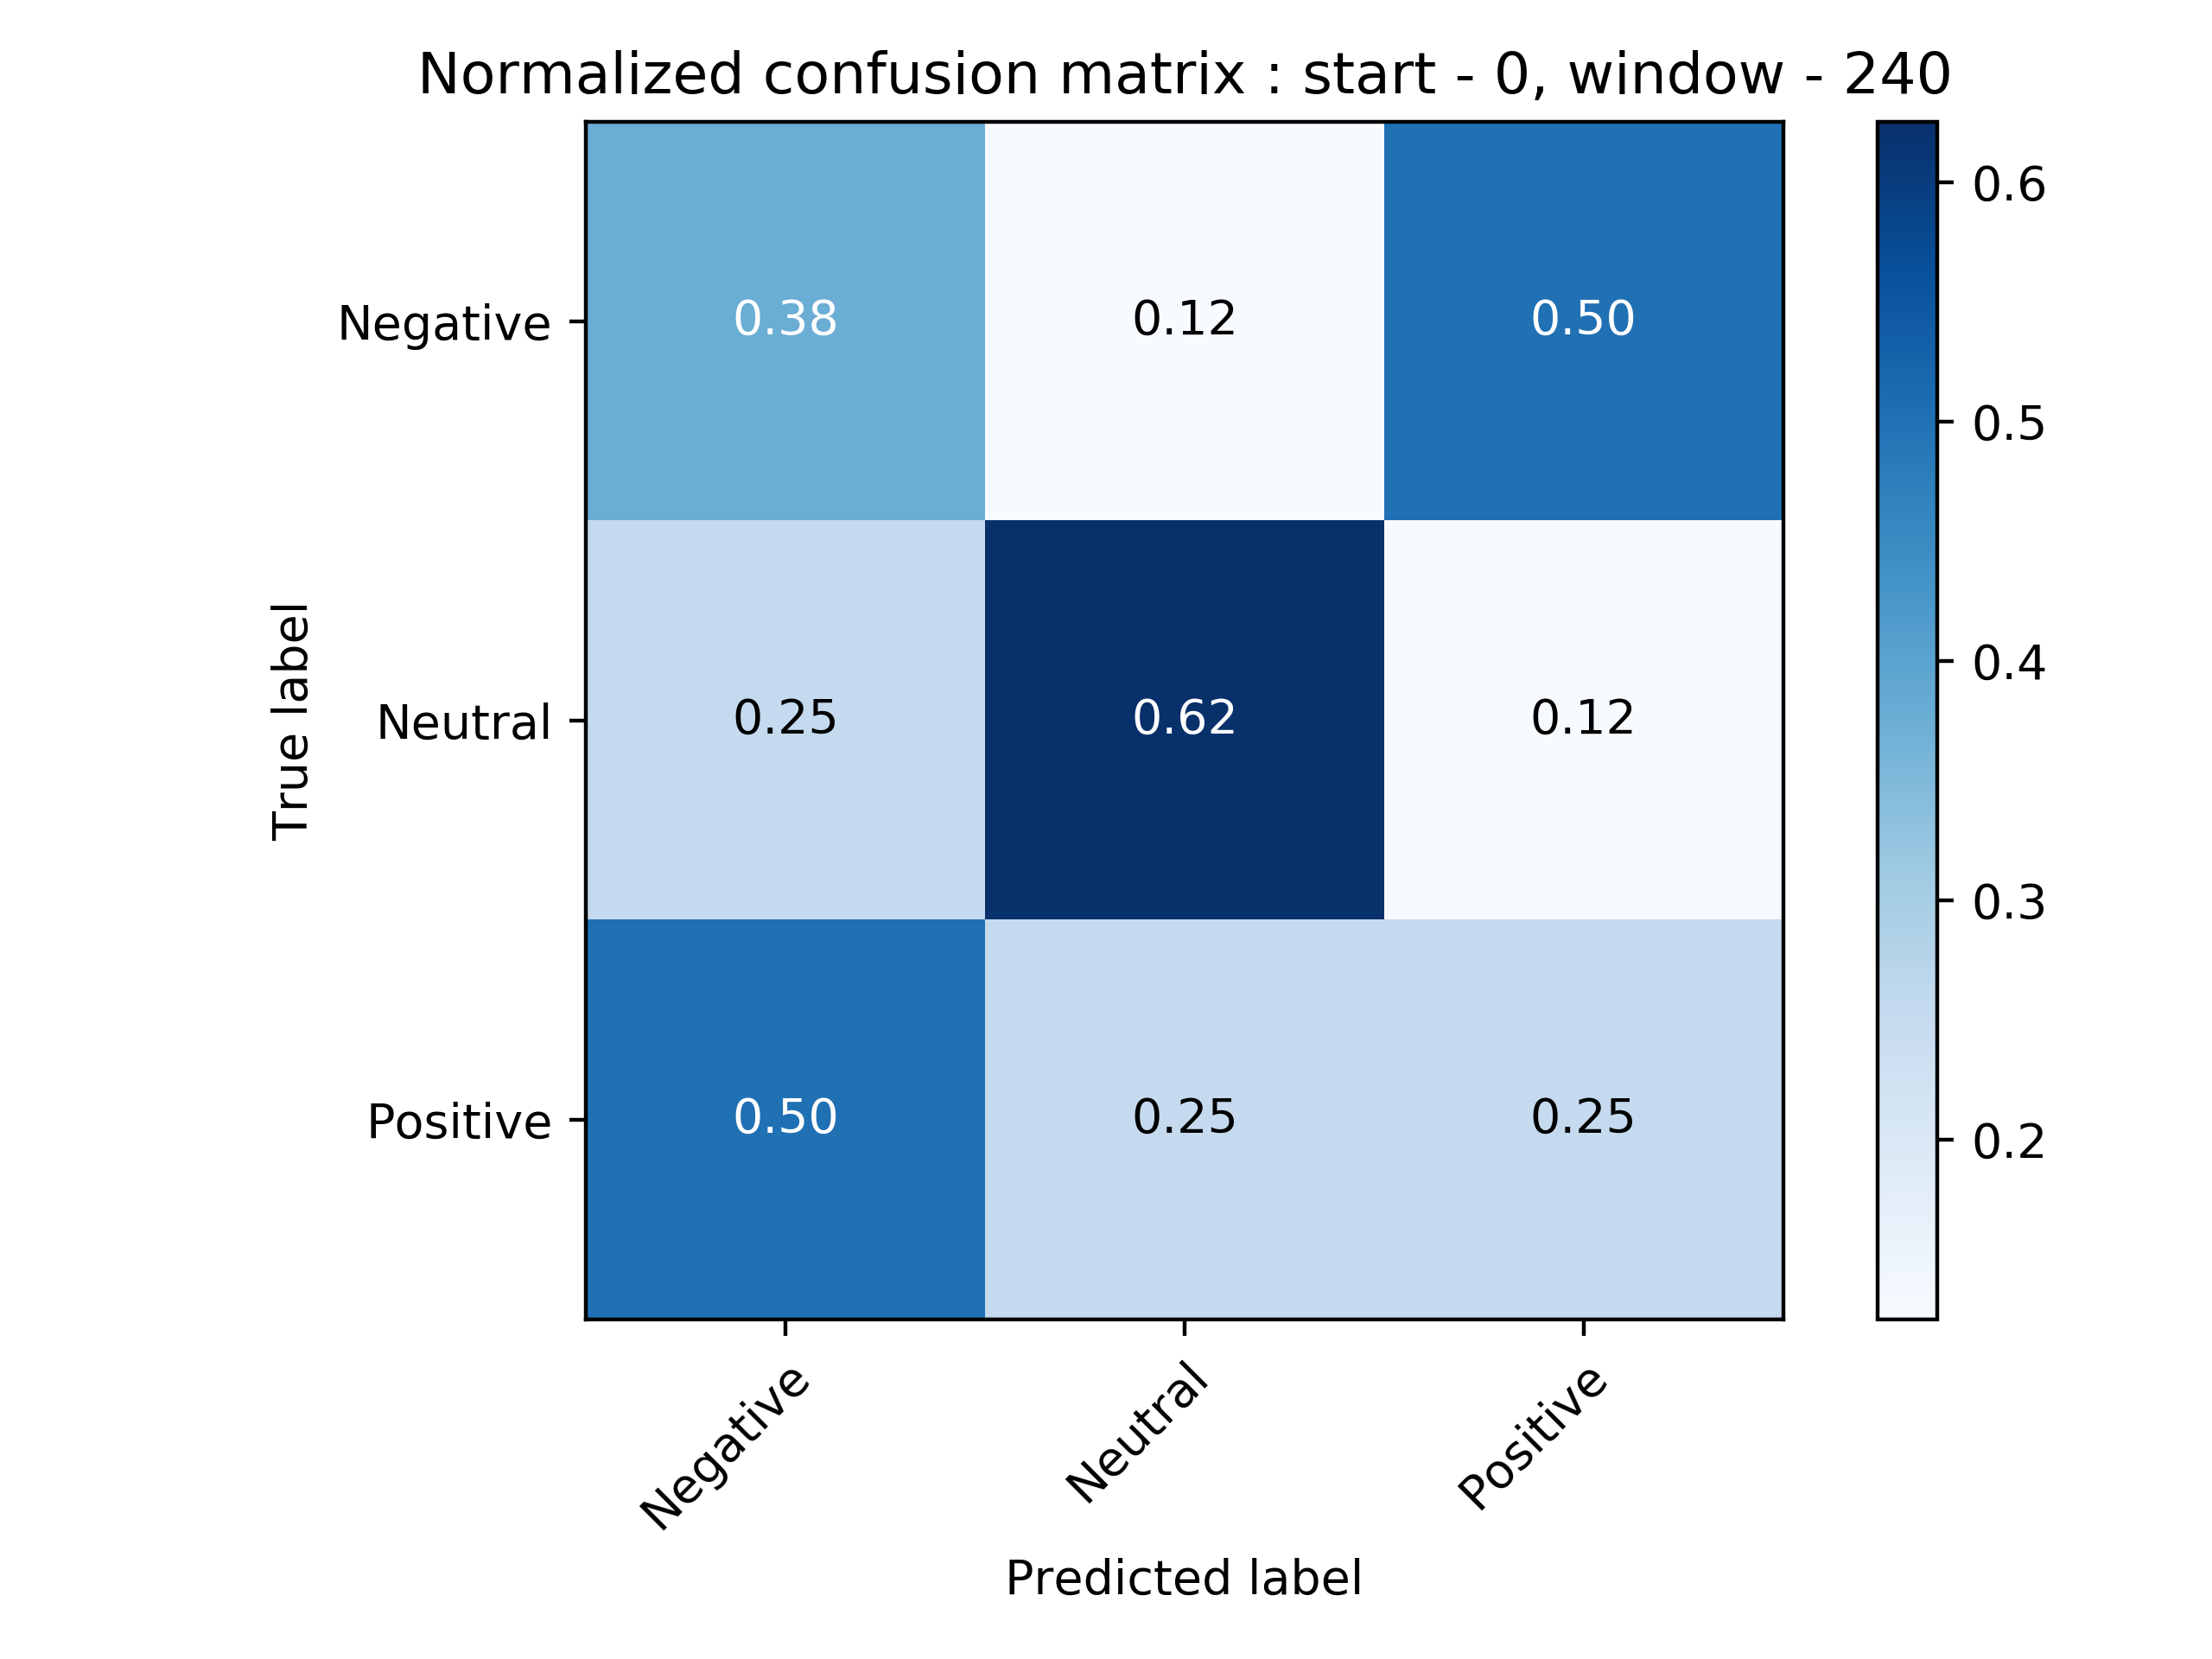 Normalized confusion matrix : start - 0, window - 240
Negative
0.38
0.12
0.50
Neutral
0.25
0.62
0.12
Positive
0.50
0.25
0.25
True label
Negative
Neutral
Positive
Predicted label
0.6
0.5
0.4
0.3
0.2